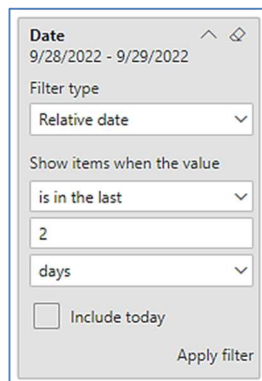 Date
9/28/2022 - 9/29/2022
Filter type
Relative date
Show items when the value
is in the last
2
days
Include today
Apply filter